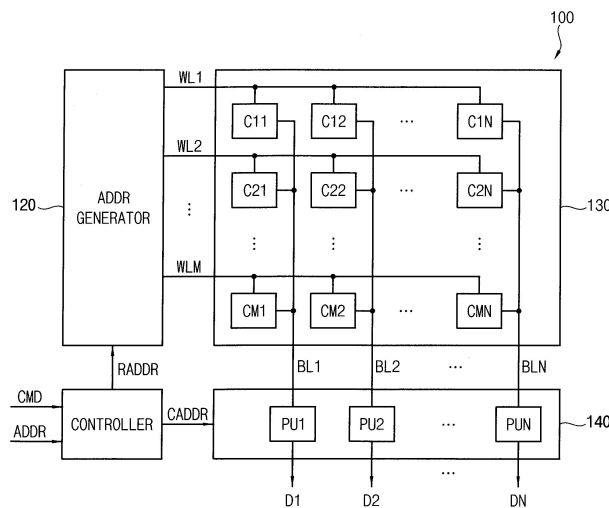 100
WL1
C11 C12 ... C1N
WL2
C21 C22 ... C2N
120
ADDR
GENERATOR
130
WLM
CM1 CM2 ... CMN
RADDR
BL1 BL2 ... BLN
CMD
ADDR
CONTROLLER
CADDR
PU1 PU2 ... PUN
140
D1 D2 ... DN